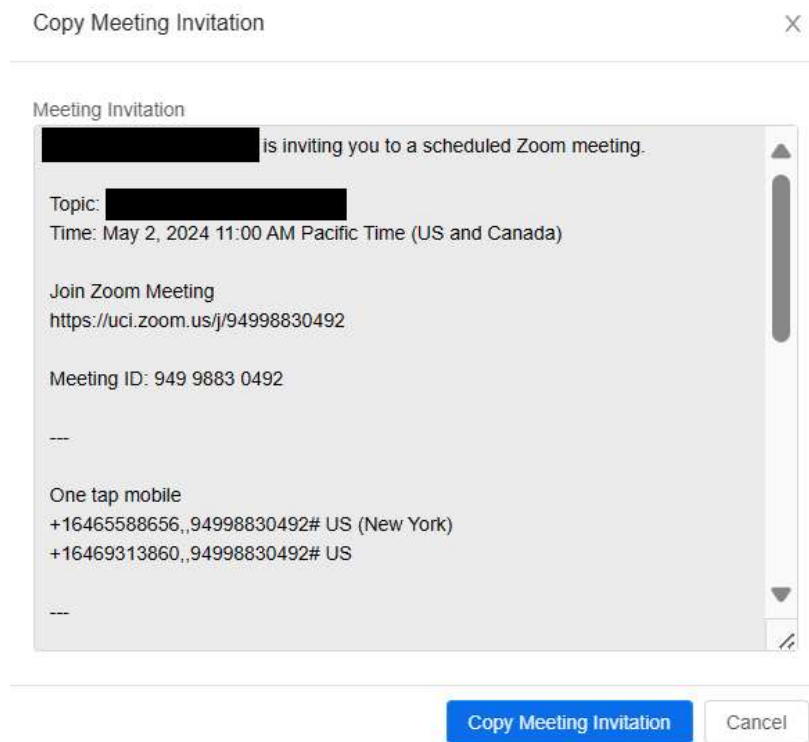 Copy Meeting Invitation
Meeting Invitation
is inviting you to a scheduled Zoom meeting.
Topic:
Time: May 2, 2024 11:00 AM Pacific Time (US and Canada)
Join Zoom Meeting
https://uci.zoom.us/j/94998830492
Meeting ID: 949 9883 0492
---
One tap mobile
+16465588656,,94998830492# US (New York)
+16469313860,,94998830492# US
---
Copy Meeting Invitation
Cancel